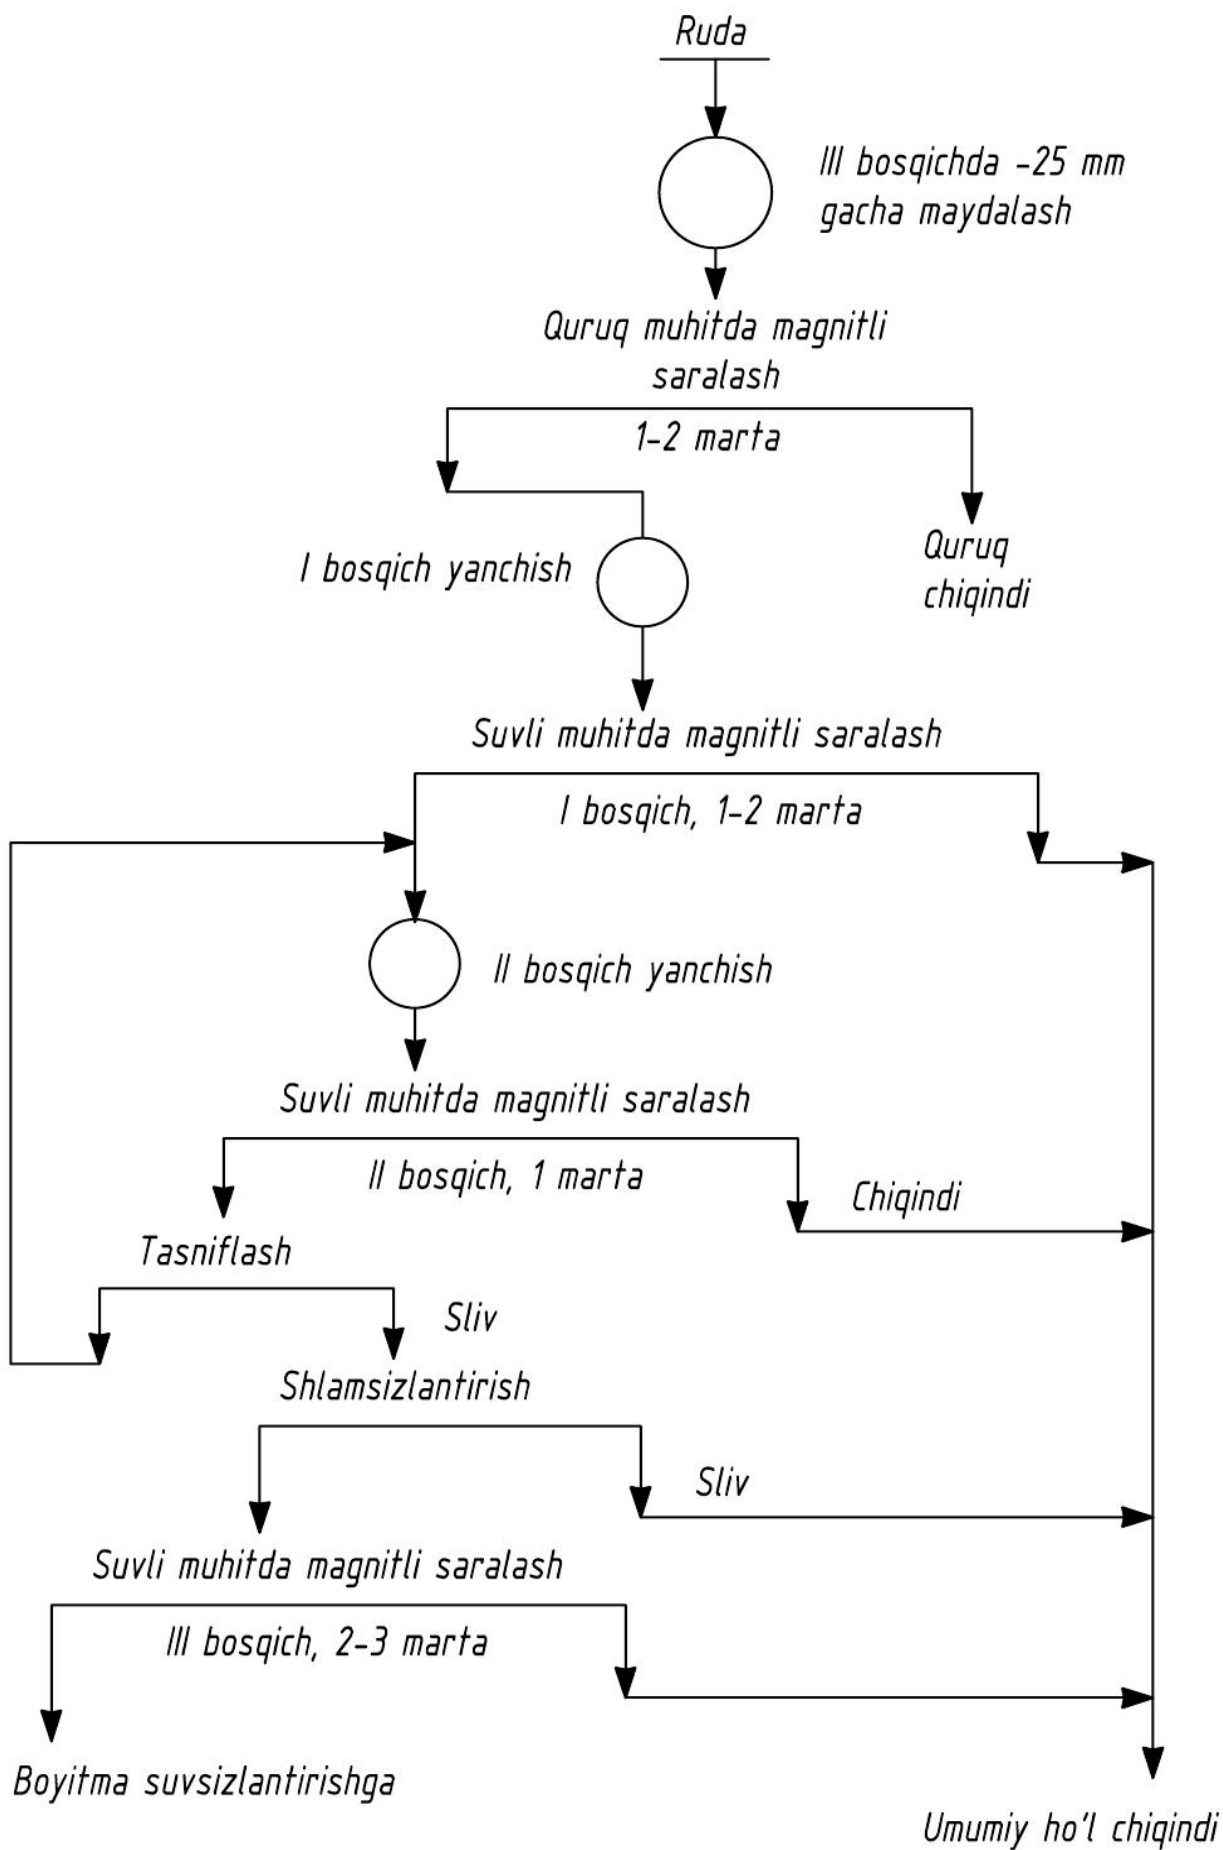 Ruda
III bosqichda -25 mm
gacha maydalash
Quruq muhitda magnitli
saralash
1-2 marta
Quruq
chiqindi
I bosqich yanchish
Suvli muhitda magnitli saralash
I bosqich, 1-2 marta
II bosqich yanchish
Suvli muhitda magnitli saralash
II bosqich, 1 marta
Chiqindi
Tasniflash
Sliv
Shlamsizlantirish
Sliv
Suvli muhitda magnitli saralash
III bosqich, 2-3 marta
Boyitma suvsizlantirishga
Umumiy ho'l chiqindi